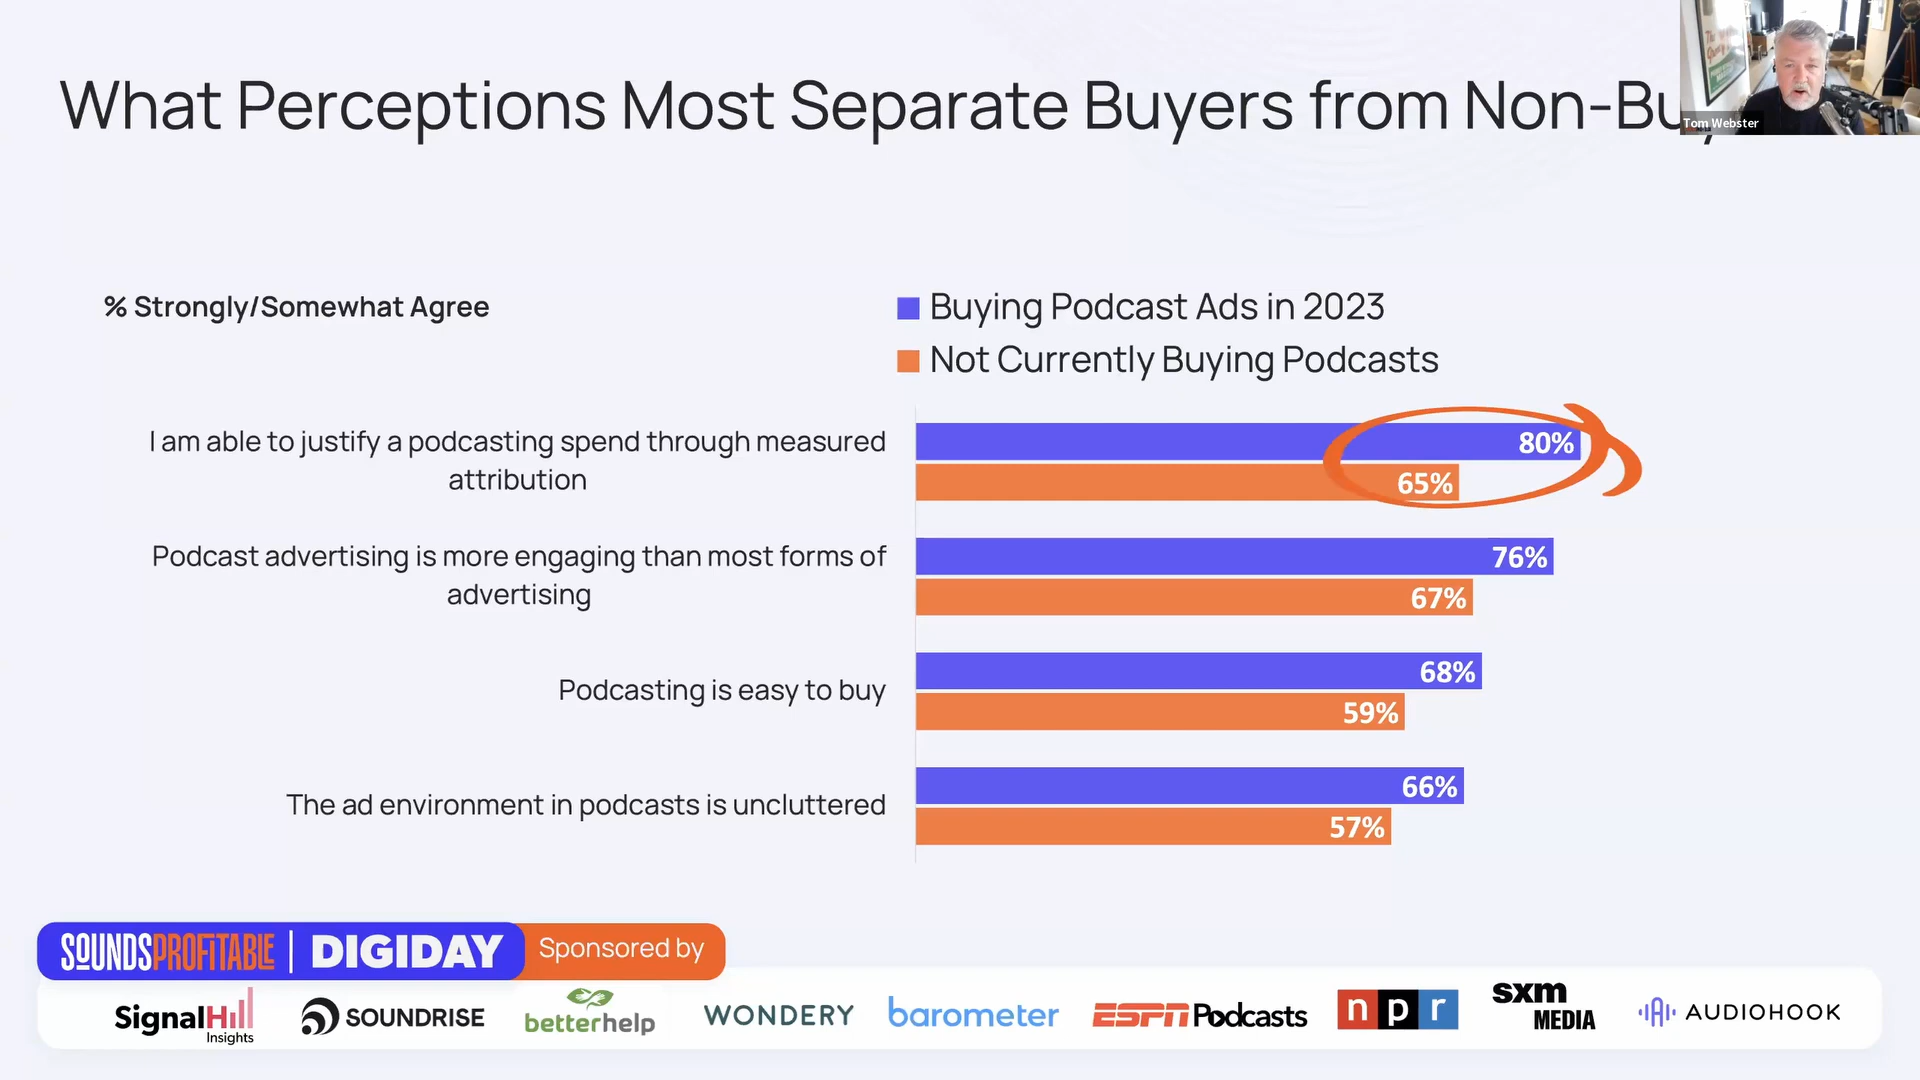 What Perceptions Most Separate Buyers from Non-Bu
Tom Webster
% Strongly/Somewhat Agree
Buying Podcast Ads in 2023
Not Currently Buying Podcasts
I am able to justify a podcasting spend through measured
attribution
80%
65%
Podcast advertising is more engaging than most forms of
advertising
76%
67%
Podcasting is easy to buy
68%
59%
The ad environment in podcasts is uncluttered
66%
57%
SOUNDSPROFITABLE | DIGIDAY Sponsored by
SignalHill
Insights
SOUNDRISE
betterhelp
WONDERY
barometer
ESPN Podcasts
npr
sxm
MEDIA
AUDIOHOOK